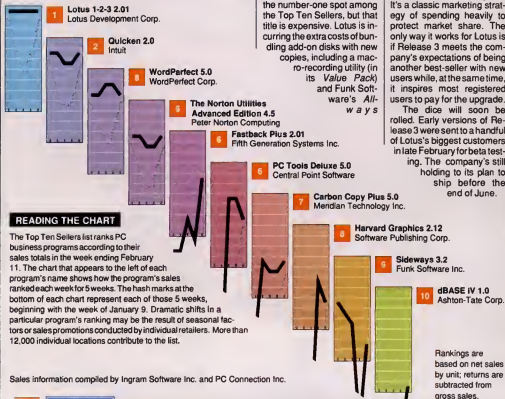 1 Lotus 1-2-3 2.01
Lotus Development Corp.
2 Quicken 2.0
Intuit
8 WordPerfect 5.0
WordPerfect Corp.
The Norton Utilities
Advanced Edition 4.5
Peter Norton Computing
Fastback Plus 2.01
Fifth Generation Systems Inc.
6 PC Tools Deluxe 5.0
Central Point Software
7 Carbon Copy Plus 5.0
Meridian Technology Inc.
8 Harvard Graphics 2.12
Software Publishing Corp.
9 Sideways 3.2
Funk Software Inc.
10 dBASE IV 1.0
Ashton-Tate Corp.
the number-one spot among
the Top Ten Sellers, but that
title is expensive. Lotus is in-
curring the extra costs of bun-
dling add-on disks with new
copies, including a mac-
ro-recording utility (in
its Value Pack)
and Funk Soft-
ware's All-
ways
It's a classic marketing strat-
egy of spending heavily to
protect market share. The
only way it works for Lotus is
if Release 3 meets the com-
pany's expectations of being
another best-seller with new
users while, at the same time,
it inspires most registered
users to pay for the upgrade.
The dice will soon be
rolled. Early versions of Re-
lease 3 were sent to a handful
of Lotus's biggest customers
in late February for beta test-
ing. The company's still
holding to its plan to
ship before the
end of June.
READING THE CHART
The Top Ten Sellers list ranks PC
business programs according to their
sales totals in the week ending February
11. The chart that appears to the left of each
program's name shows how the program's sales
ranked each week for 5 weeks. The hash marks at the
bottom of each chart represent each of those 5 weeks,
beginning with the week of January 9. Dramatic shifts in a
particular program's ranking may be the result of seasonal fac-
tors or sales promotions conducted by individual retailers. More than
12,000 individual locations contribute to the list.
Sales information compiled by Ingram Software Inc. and PC Connection Inc.
Rankings are
based on net sales
by unit; returns are
subtracted from
gross sales.